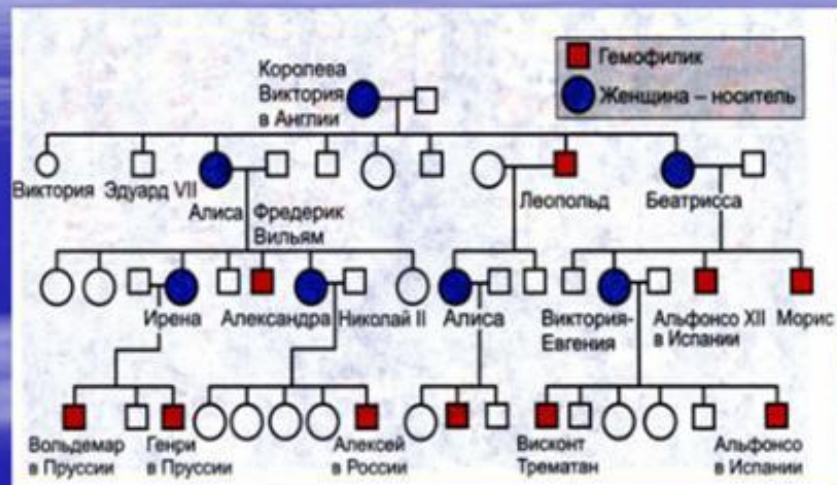 Гемофилик
Женщина – носитель
Королева
Виктория
в Англии
Виктория
Эдуард VII
Алиса
Фредерик
Вильям
Леопольд
Беатрисса
Ирена
Александра
Николай II
Алиса
Виктория-
Евгения
Альфонсо XII
в Испании
Морис
Вольдемар
в Пруссии
Генри
в Пруссии
Алексей
в России
Висконт
Трематан
Альфонсо
в Испании